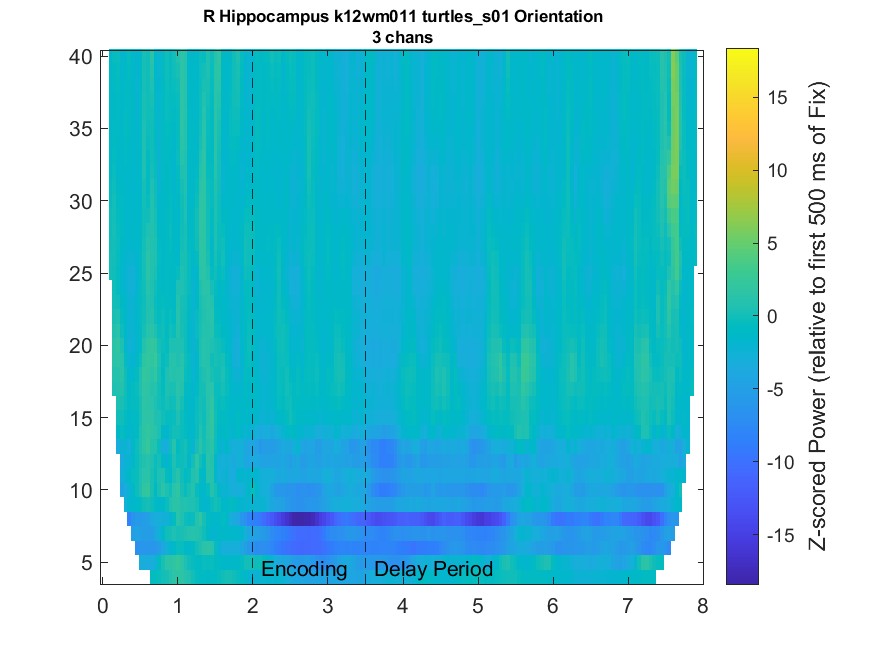 R Hippocampus k12wm011 turtles_s01 Orientation
3 chans
40
35
30
25
20
15
10
5
0 1 2 3 4 5 6 7 8
Encoding
Delay Period
15
10
5
0
-5
-10
-15
Z-scored Power (relative to first 500 ms of Fix)